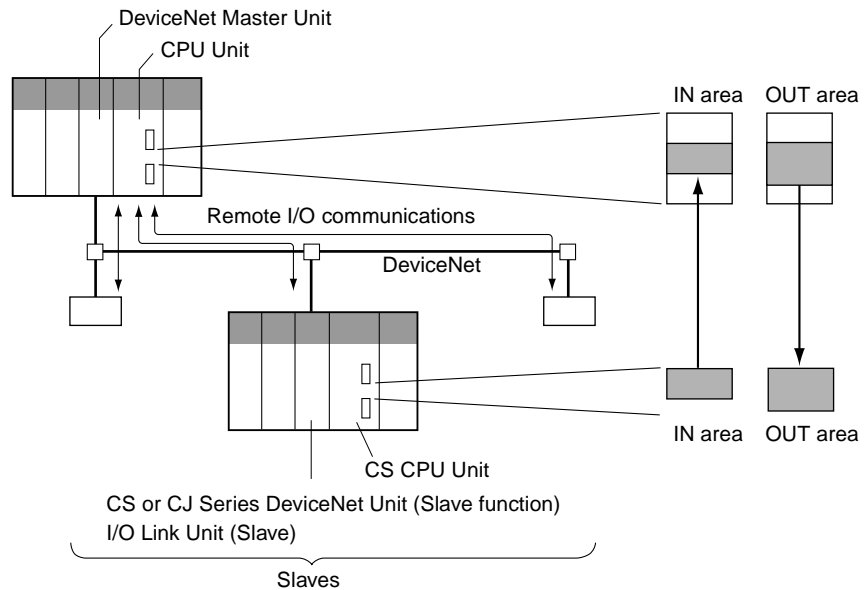 DeviceNet Master Unit
CPU Unit
IN area
OUT area
Remote I/O communications
DeviceNet
IN area
OUT area
CS CPU Unit
CS or CJ Series DeviceNet Unit (Slave function)
I/O Link Unit (Slave)
Slaves